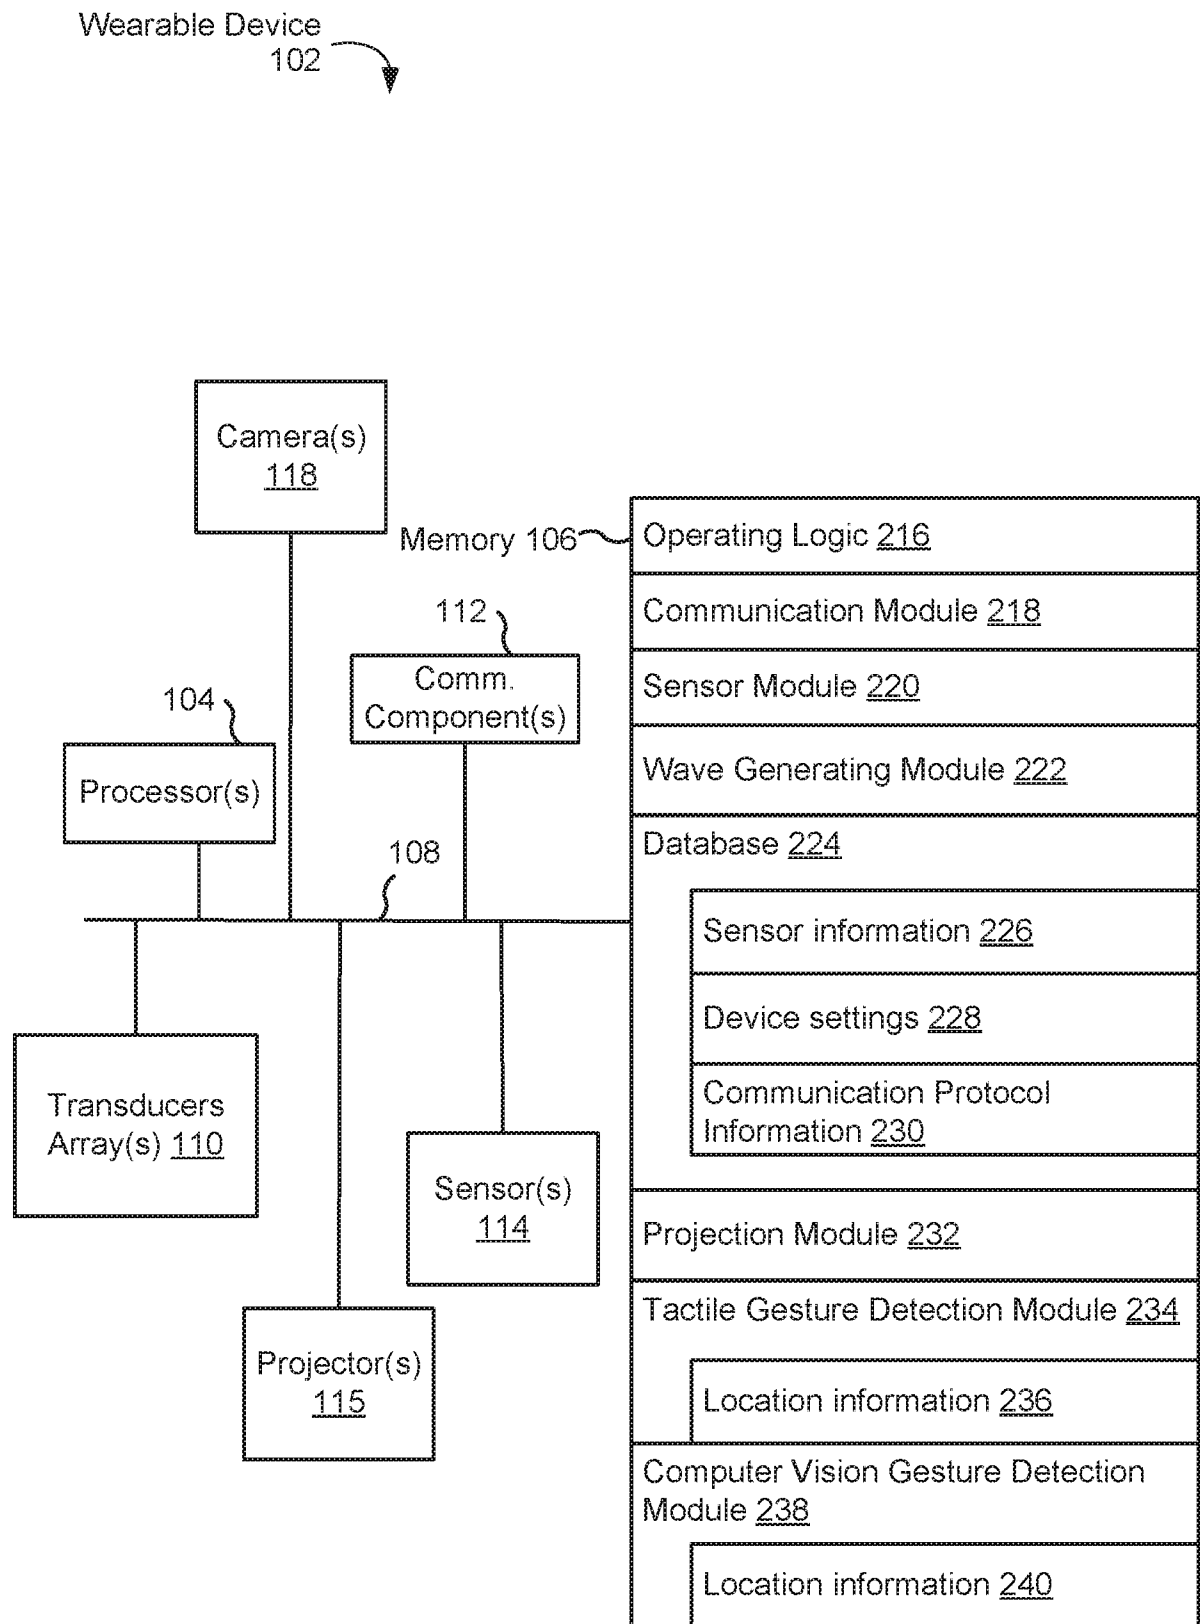 Wearable Device
102
Camera(s)
118
Memory 106
112
Comm.
Component(s)
104
Processor(s)
108
Transducers
Array(s) 110
Sensor(s)
114
Projector(s)
115
Operating Logic 216
Communication Module 218
Sensor Module 220
Wave Generating Module 222
Database 224
Sensor information 226
Device settings 228
Communication Protocol
Information 230
Projection Module 232
Tactile Gesture Detection Module 234
Location information 236
Computer Vision Gesture Detection
Module 238
Location information 240